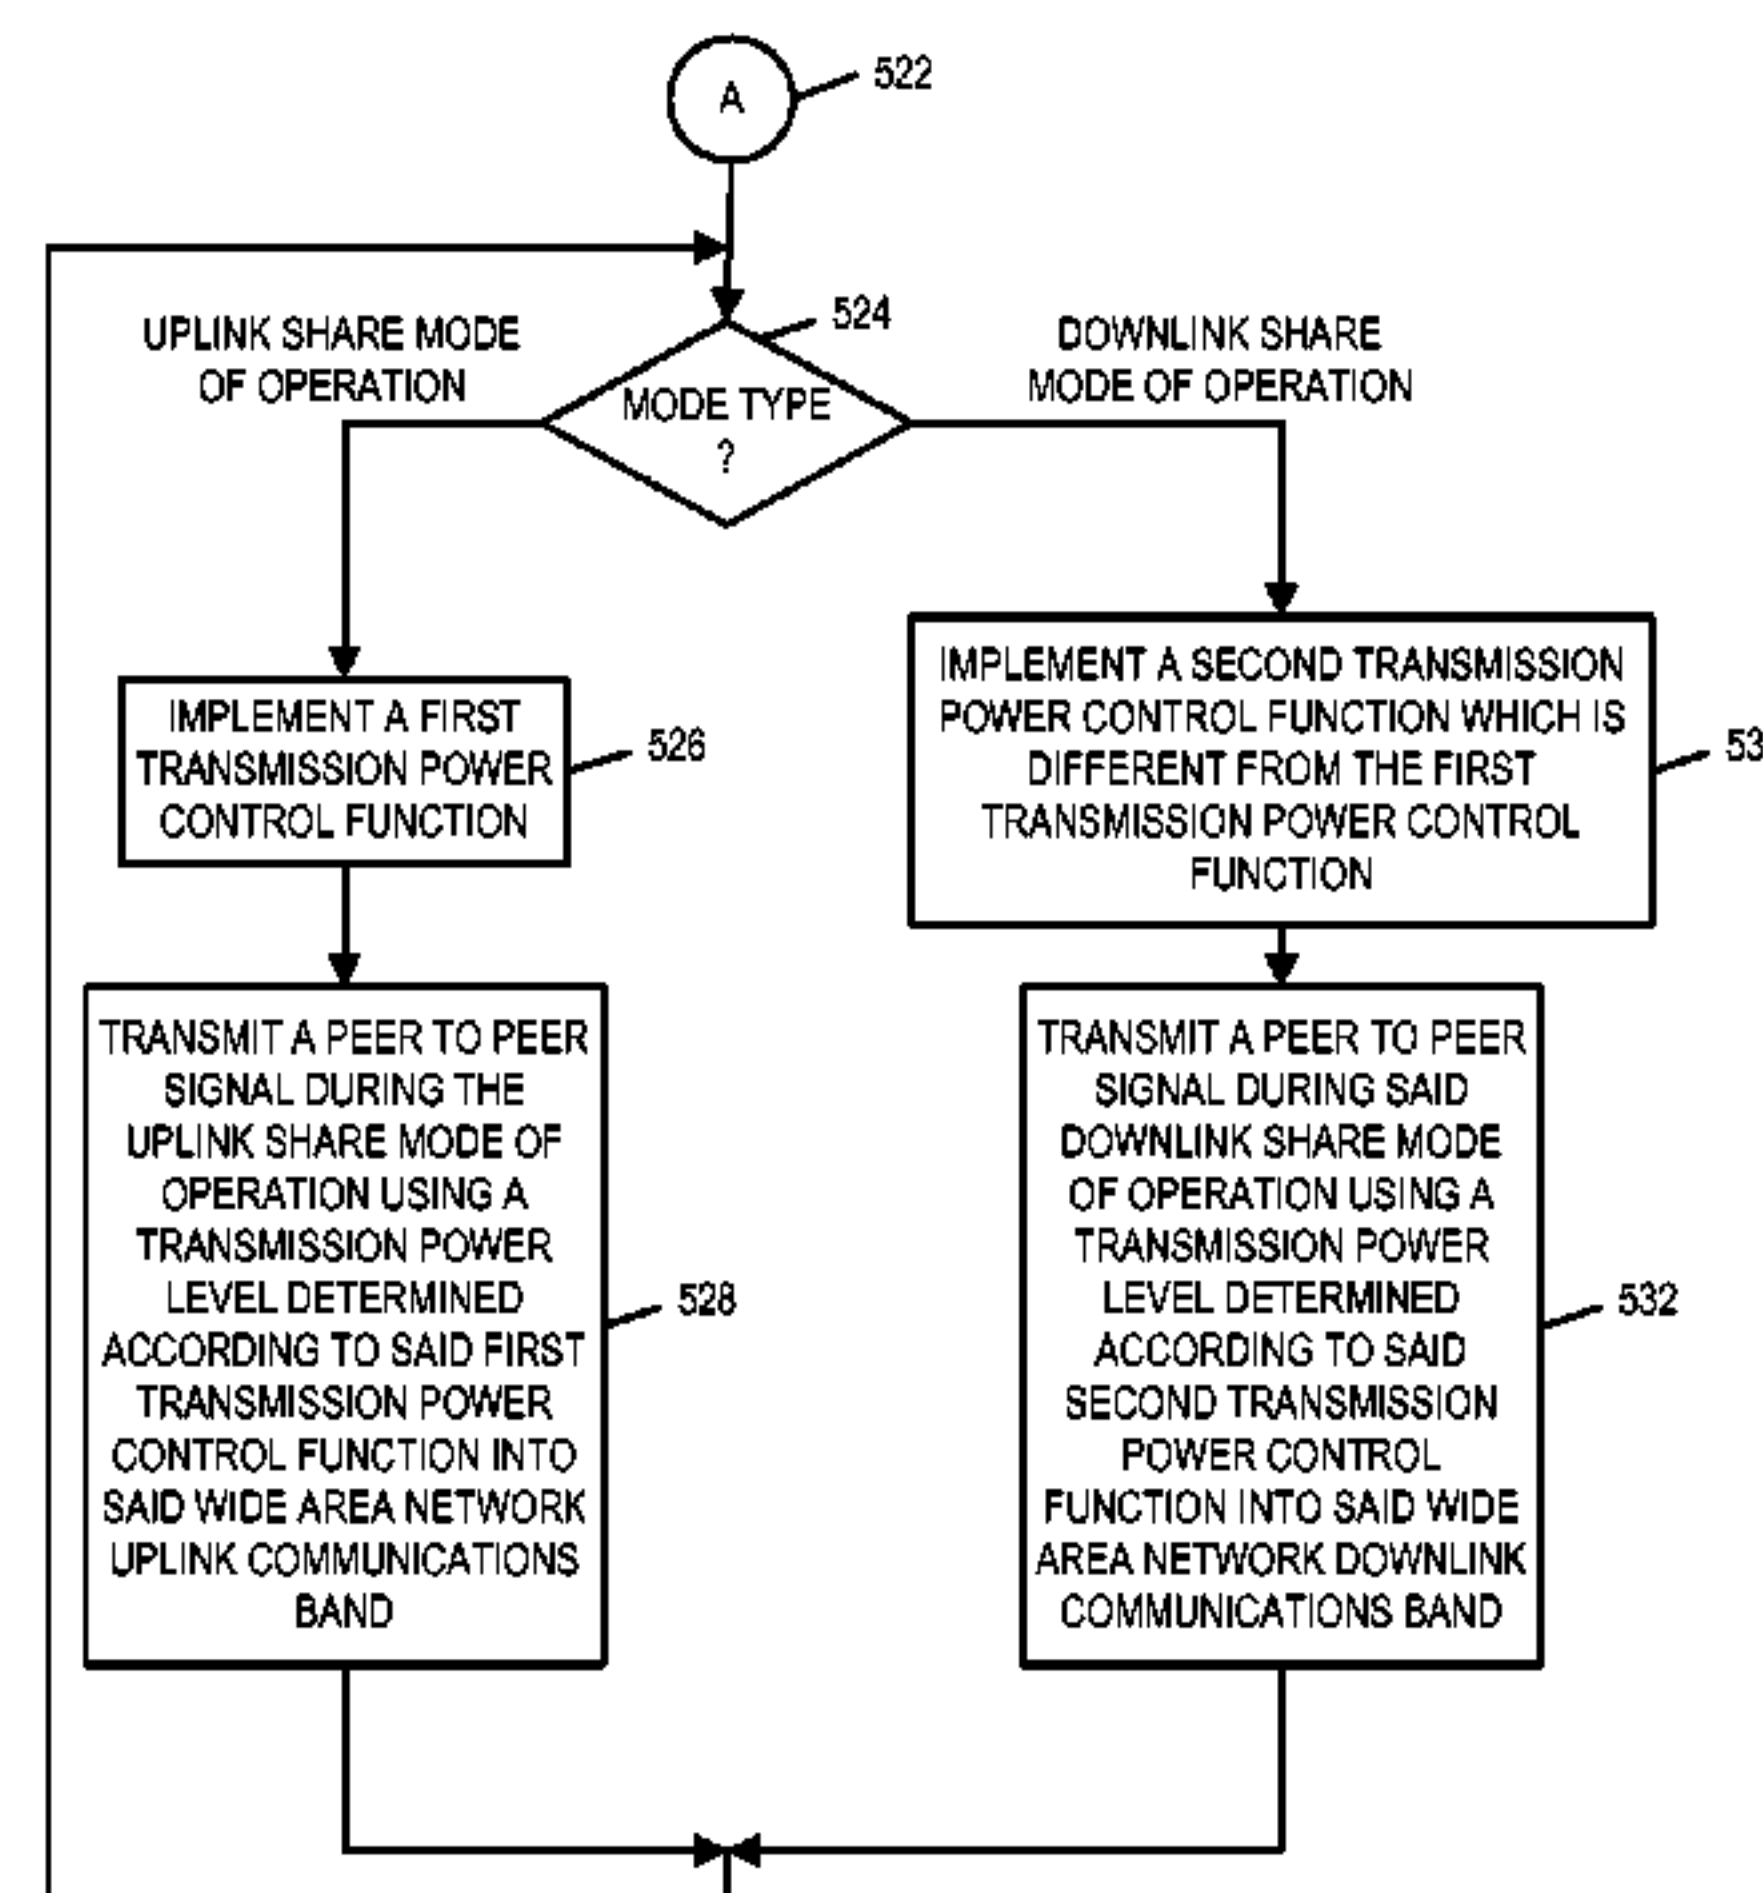 A
522
524
UPLINK SHARE MODE
OF OPERATION
DOWNLINK SHARE
MODE OF OPERATION
MODE TYPE
?
IMPLEMENT A FIRST
TRANSMISSION POWER
CONTROL FUNCTION
526
IMPLEMENT A SECOND TRANSMISSION
POWER CONTROL FUNCTION WHICH IS
DIFFERENT FROM THE FIRST
TRANSMISSION POWER CONTROL
FUNCTION
TRANSMIT A PEER TO PEER
SIGNAL DURING THE
UPLINK SHARE MODE OF
OPERATION USING A
TRANSMISSION POWER
LEVEL DETERMINED
ACCORDING TO SAID FIRST
TRANSMISSION POWER
CONTROL FUNCTION INTO
SAID WIDE AREA NETWORK
UPLINK COMMUNICATIONS
BAND
528
TRANSMIT A PEER TO PEER
SIGNAL DURING SAID
DOWNLINK SHARE MODE
OF OPERATION USING A
TRANSMISSION POWER
LEVEL DETERMINED
ACCORDING TO SAID
SECOND TRANSMISSION
POWER CONTROL
FUNCTION INTO SAID WIDE
AREA NETWORK DOWNLINK
COMMUNICATIONS BAND
532